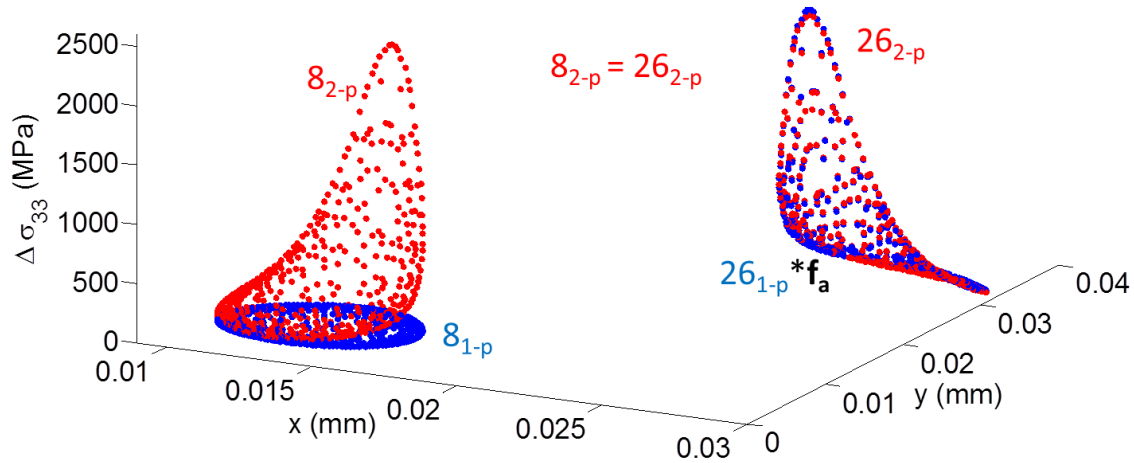 2500
2000
1500
1000
500
0
Δ σ₃₃ (MPa)
8₂₋ₚ
8₂₋ₚ = 26₂₋ₚ
26₂₋ₚ
8₁₋ₚ
26₁₋ₚ *fₐ
0.01
0.015
0.02
0.025
0.03
x (mm)
0
0.01
0.02
0.03
0.04
y (mm)